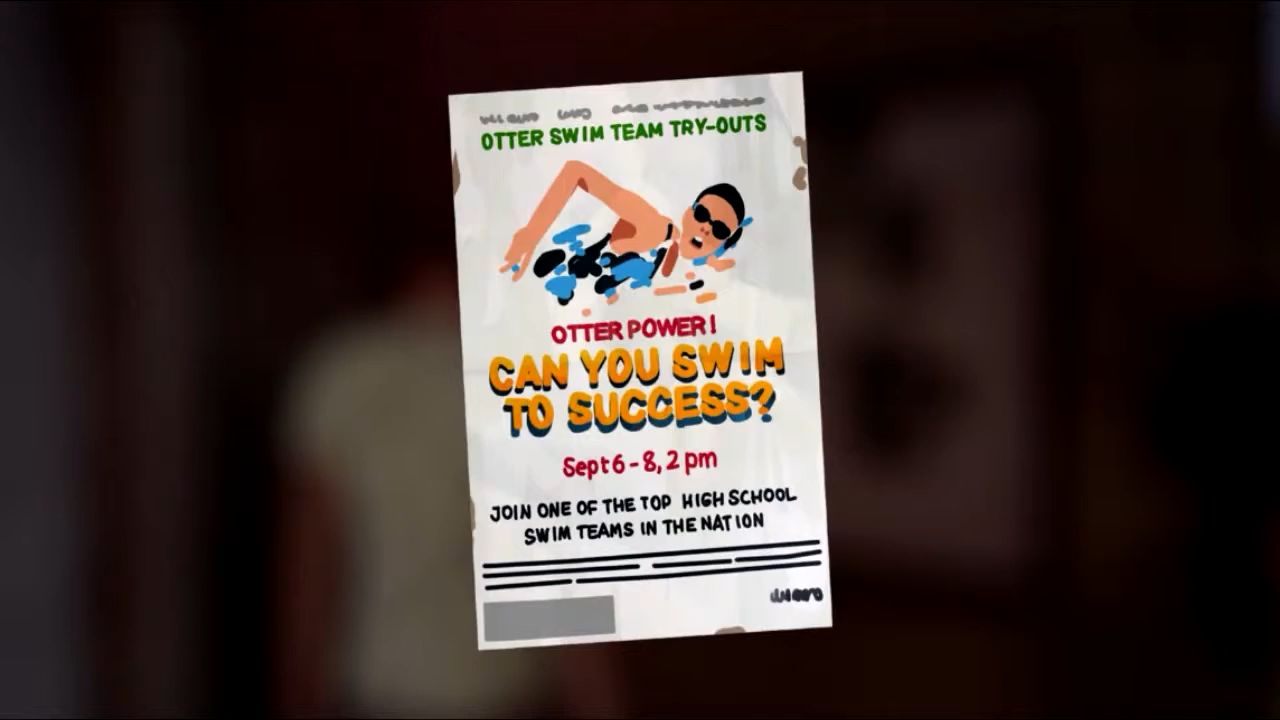 OTTER SWIM TEAM TRY-OUTS
OTTER POWER!
CAN YOU SWIM
TO SUCCESS?
Sept 6 - 8, 2 pm
JOIN ONE OF THE TOP HIGH SCHOOL
SWIM TEAMS IN THE NATION